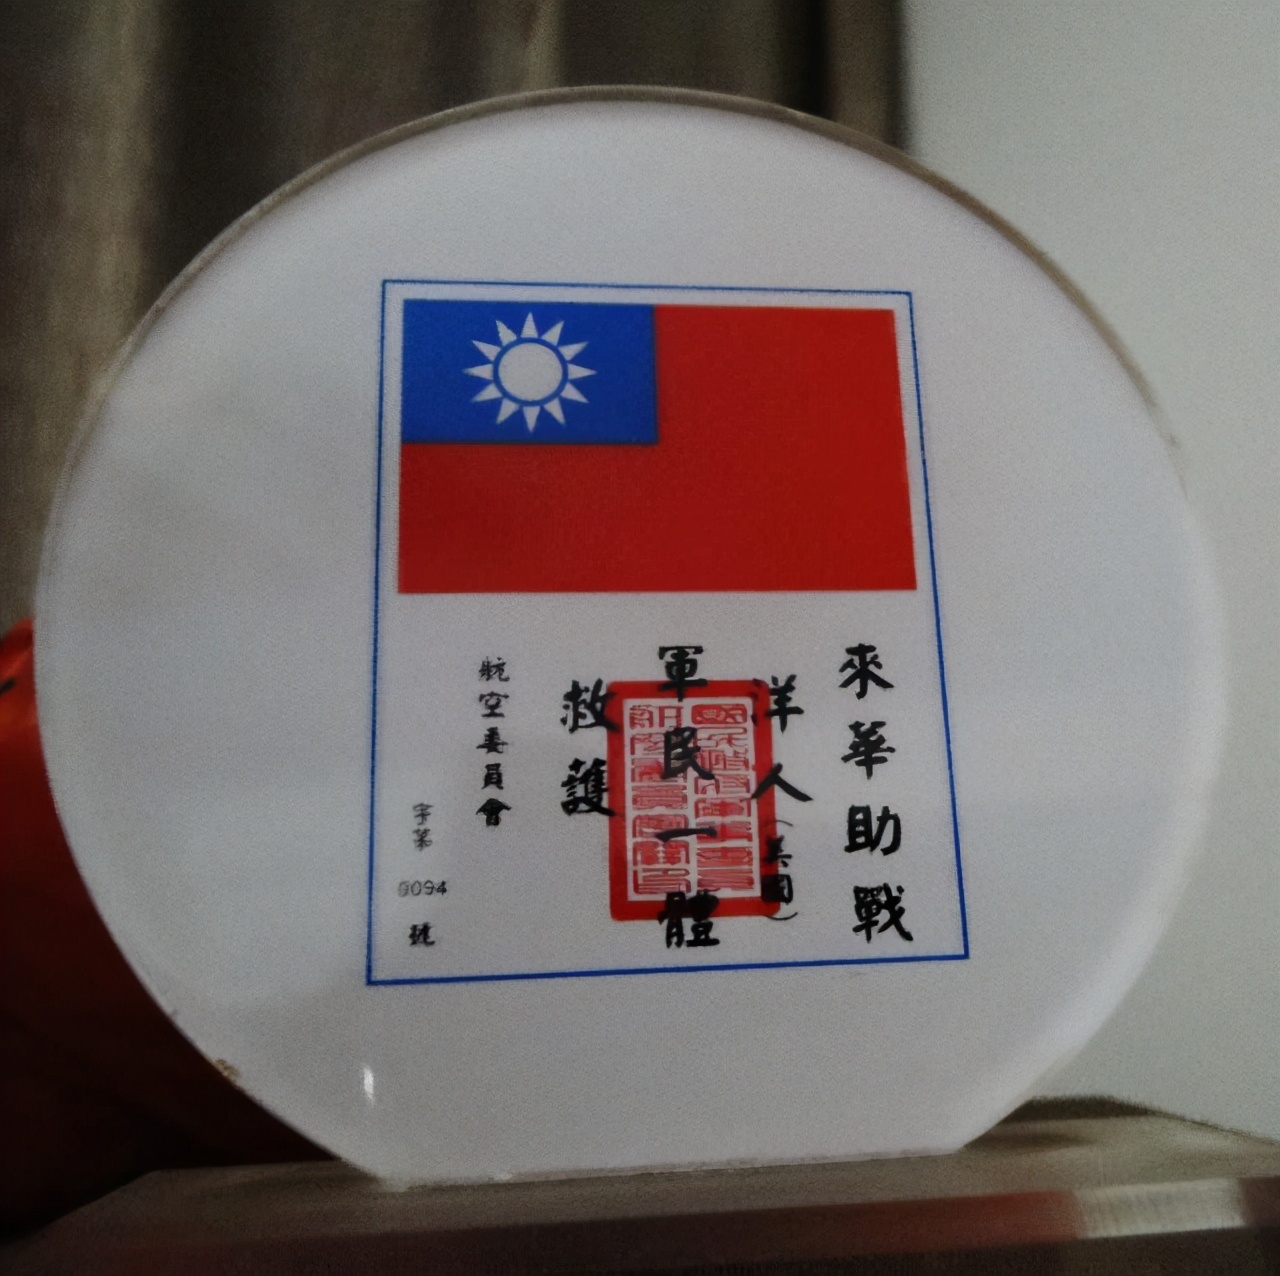 來華助戰
洋人（美國）
軍民一體
救護
航空委員會
字第
0094
號